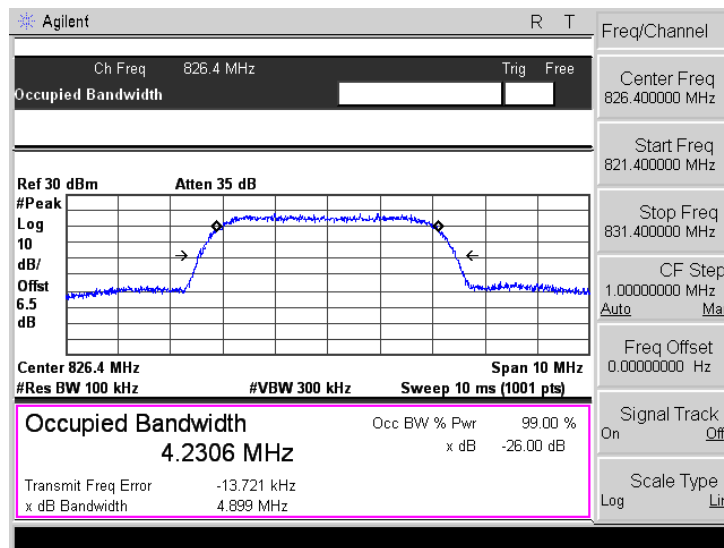 Agilent R T
Ch Freq 826.4 MHz Trig Free
Occupied Bandwidth
Ref 30 dBm Atten 35 dB
#Peak
Log
10
dB/
Offst
6.5
dB
Center 826.4 MHz Span 10 MHz
#Res BW 100 kHz #VBW 300 kHz Sweep 10 ms (1001 pts)
Occupied Bandwidth
4.2306 MHz
Occ BW % Pwr 99.00 %
x dB -26.00 dB
Transmit Freq Error -13.721 kHz
x dB Bandwidth 4.899 MHz
Freq/Channel
Center Freq
826.400000 MHz
Start Freq
821.400000 MHz
Stop Freq
831.400000 MHz
CF Step
1.00000000 MHz
Auto Ma
Freq Offset
0.00000000 Hz
Signal Track
On Off
Scale Type
Log Lin